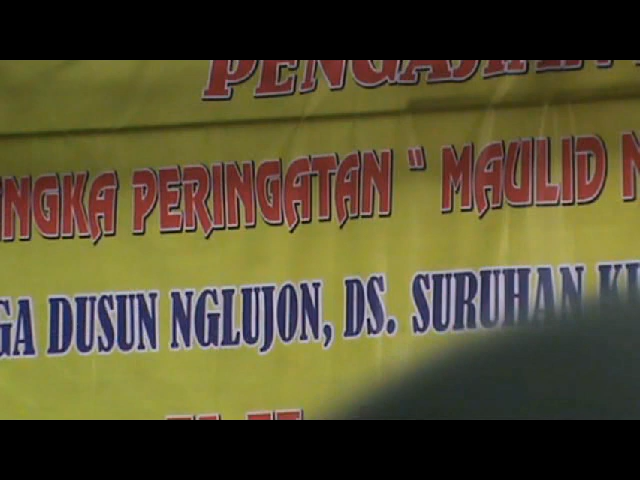 PENGAJIAN
NGKA PERINGATAN " MAULID N
GA DUSUN NGLUJON, DS. SURUHAN